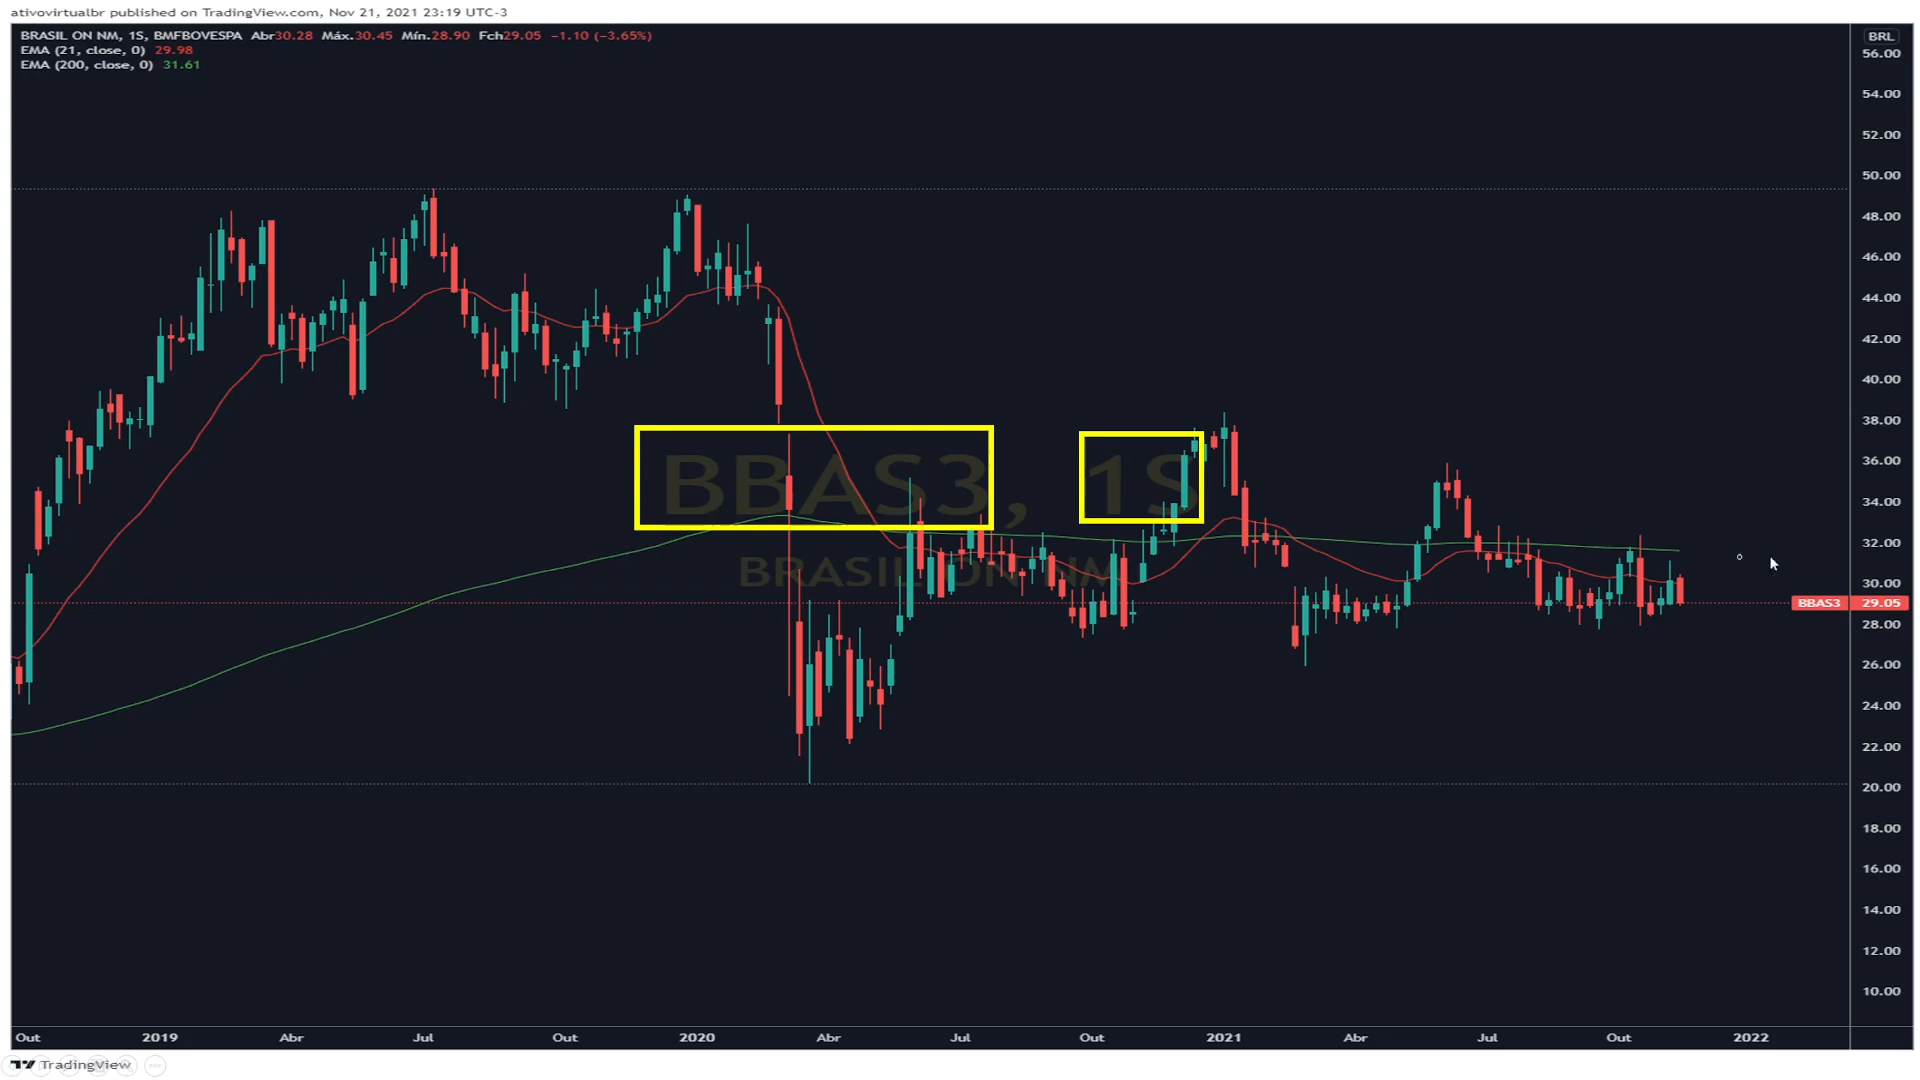 ativovirtualbr published on TradingView.com, Nov 21, 2021 23:19 UTC-3
BRASIL ON NM, 1S, BMFBOVESPA Abr30.28 Máx.30.45 Mín.28.90 Fch29.05 −1.10 (−3.65%)
EMA (21, close, 0) 29.98
EMA (200, close, 0) 31.61
BRL
56.00
54.00
52.00
50.00
48.00
46.00
44.00
42.00
40.00
38.00
36.00
34.00
32.00
30.00
BBAS3 29.05
28.00
26.00
24.00
22.00
20.00
18.00
16.00
14.00
12.00
10.00
BBAS3, 1S
BRASIL ON NM
Out 2019 Abr Jul Out 2020 Abr Jul Out 2021 Abr Jul Out 2022
TradingView